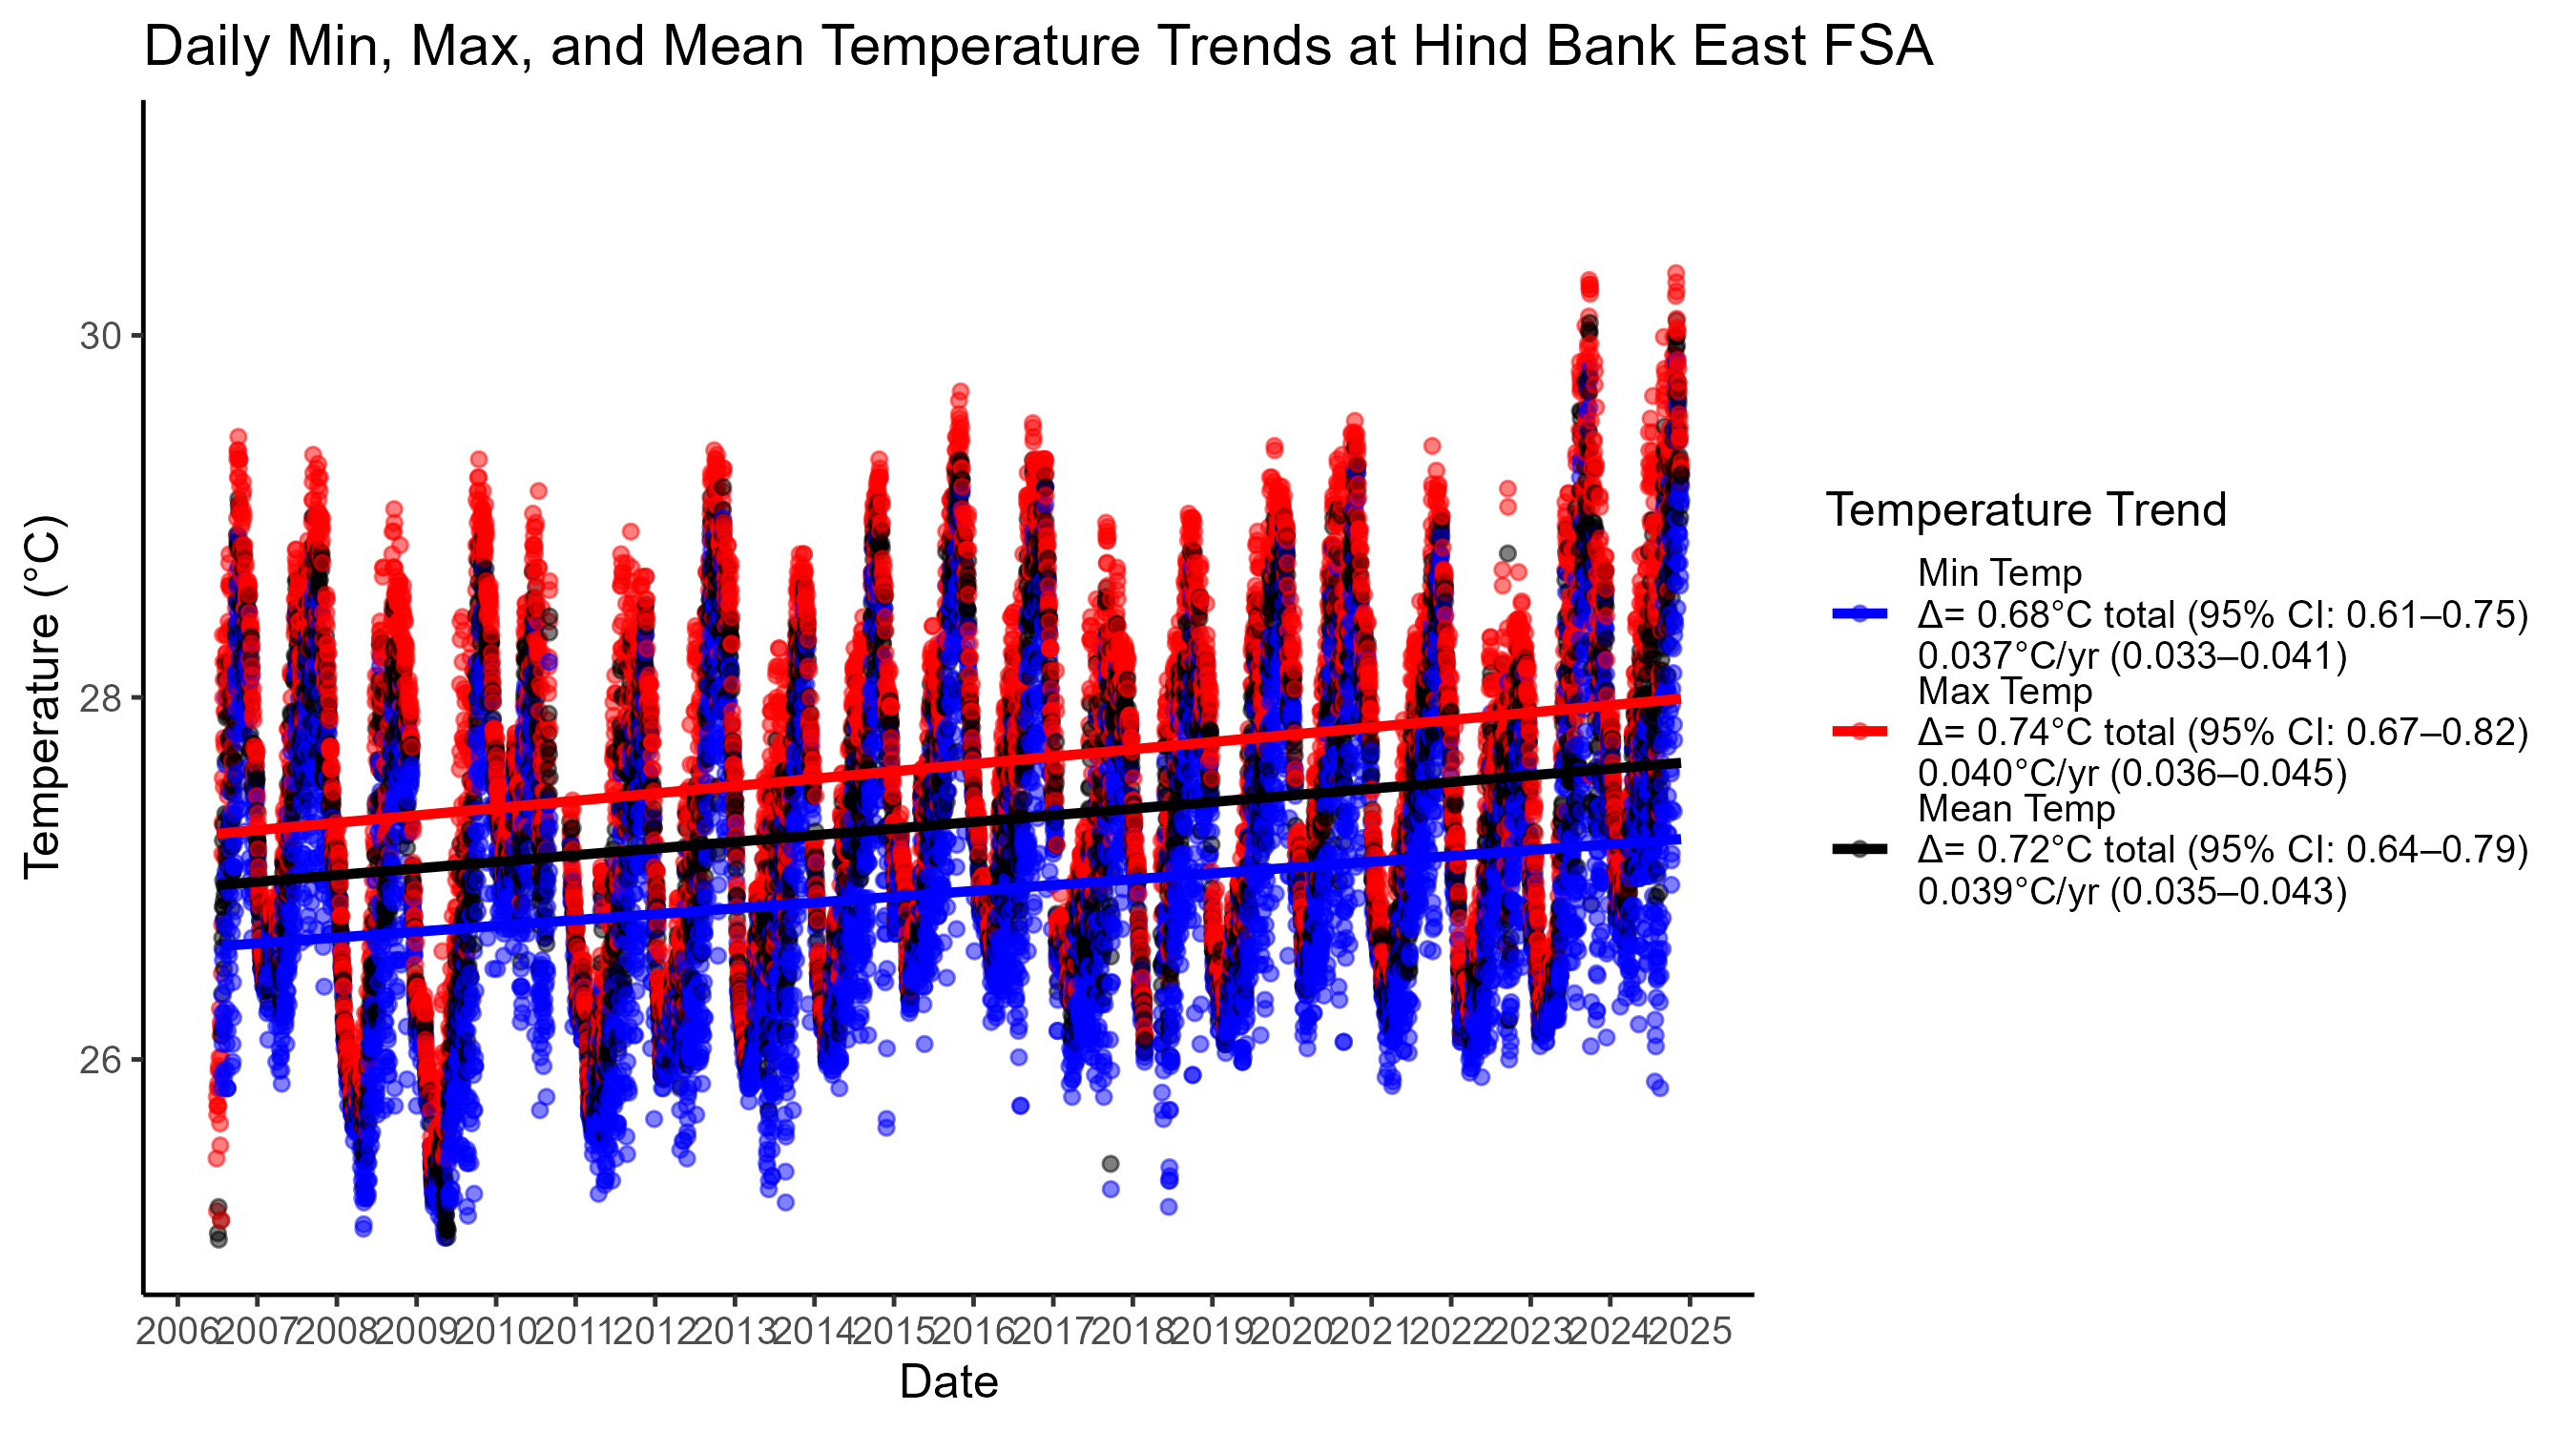 Daily Min, Max, and Mean Temperature Trends at Hind Bank East FSA
Temperature (°C)
30
28
26
2006 2007 2008 2009 2010 2011 2012 2013 2014 2015 2016 2017 2018 2019 2020 2021 2022 2023 2024 2025
Date
Temperature Trend
Min Temp
Δ= 0.68°C total (95% CI: 0.61–0.75)
0.037°C/yr (0.033–0.041)
Max Temp
Δ= 0.74°C total (95% CI: 0.67–0.82)
0.040°C/yr (0.036–0.045)
Mean Temp
Δ= 0.72°C total (95% CI: 0.64–0.79)
0.039°C/yr (0.035–0.043)